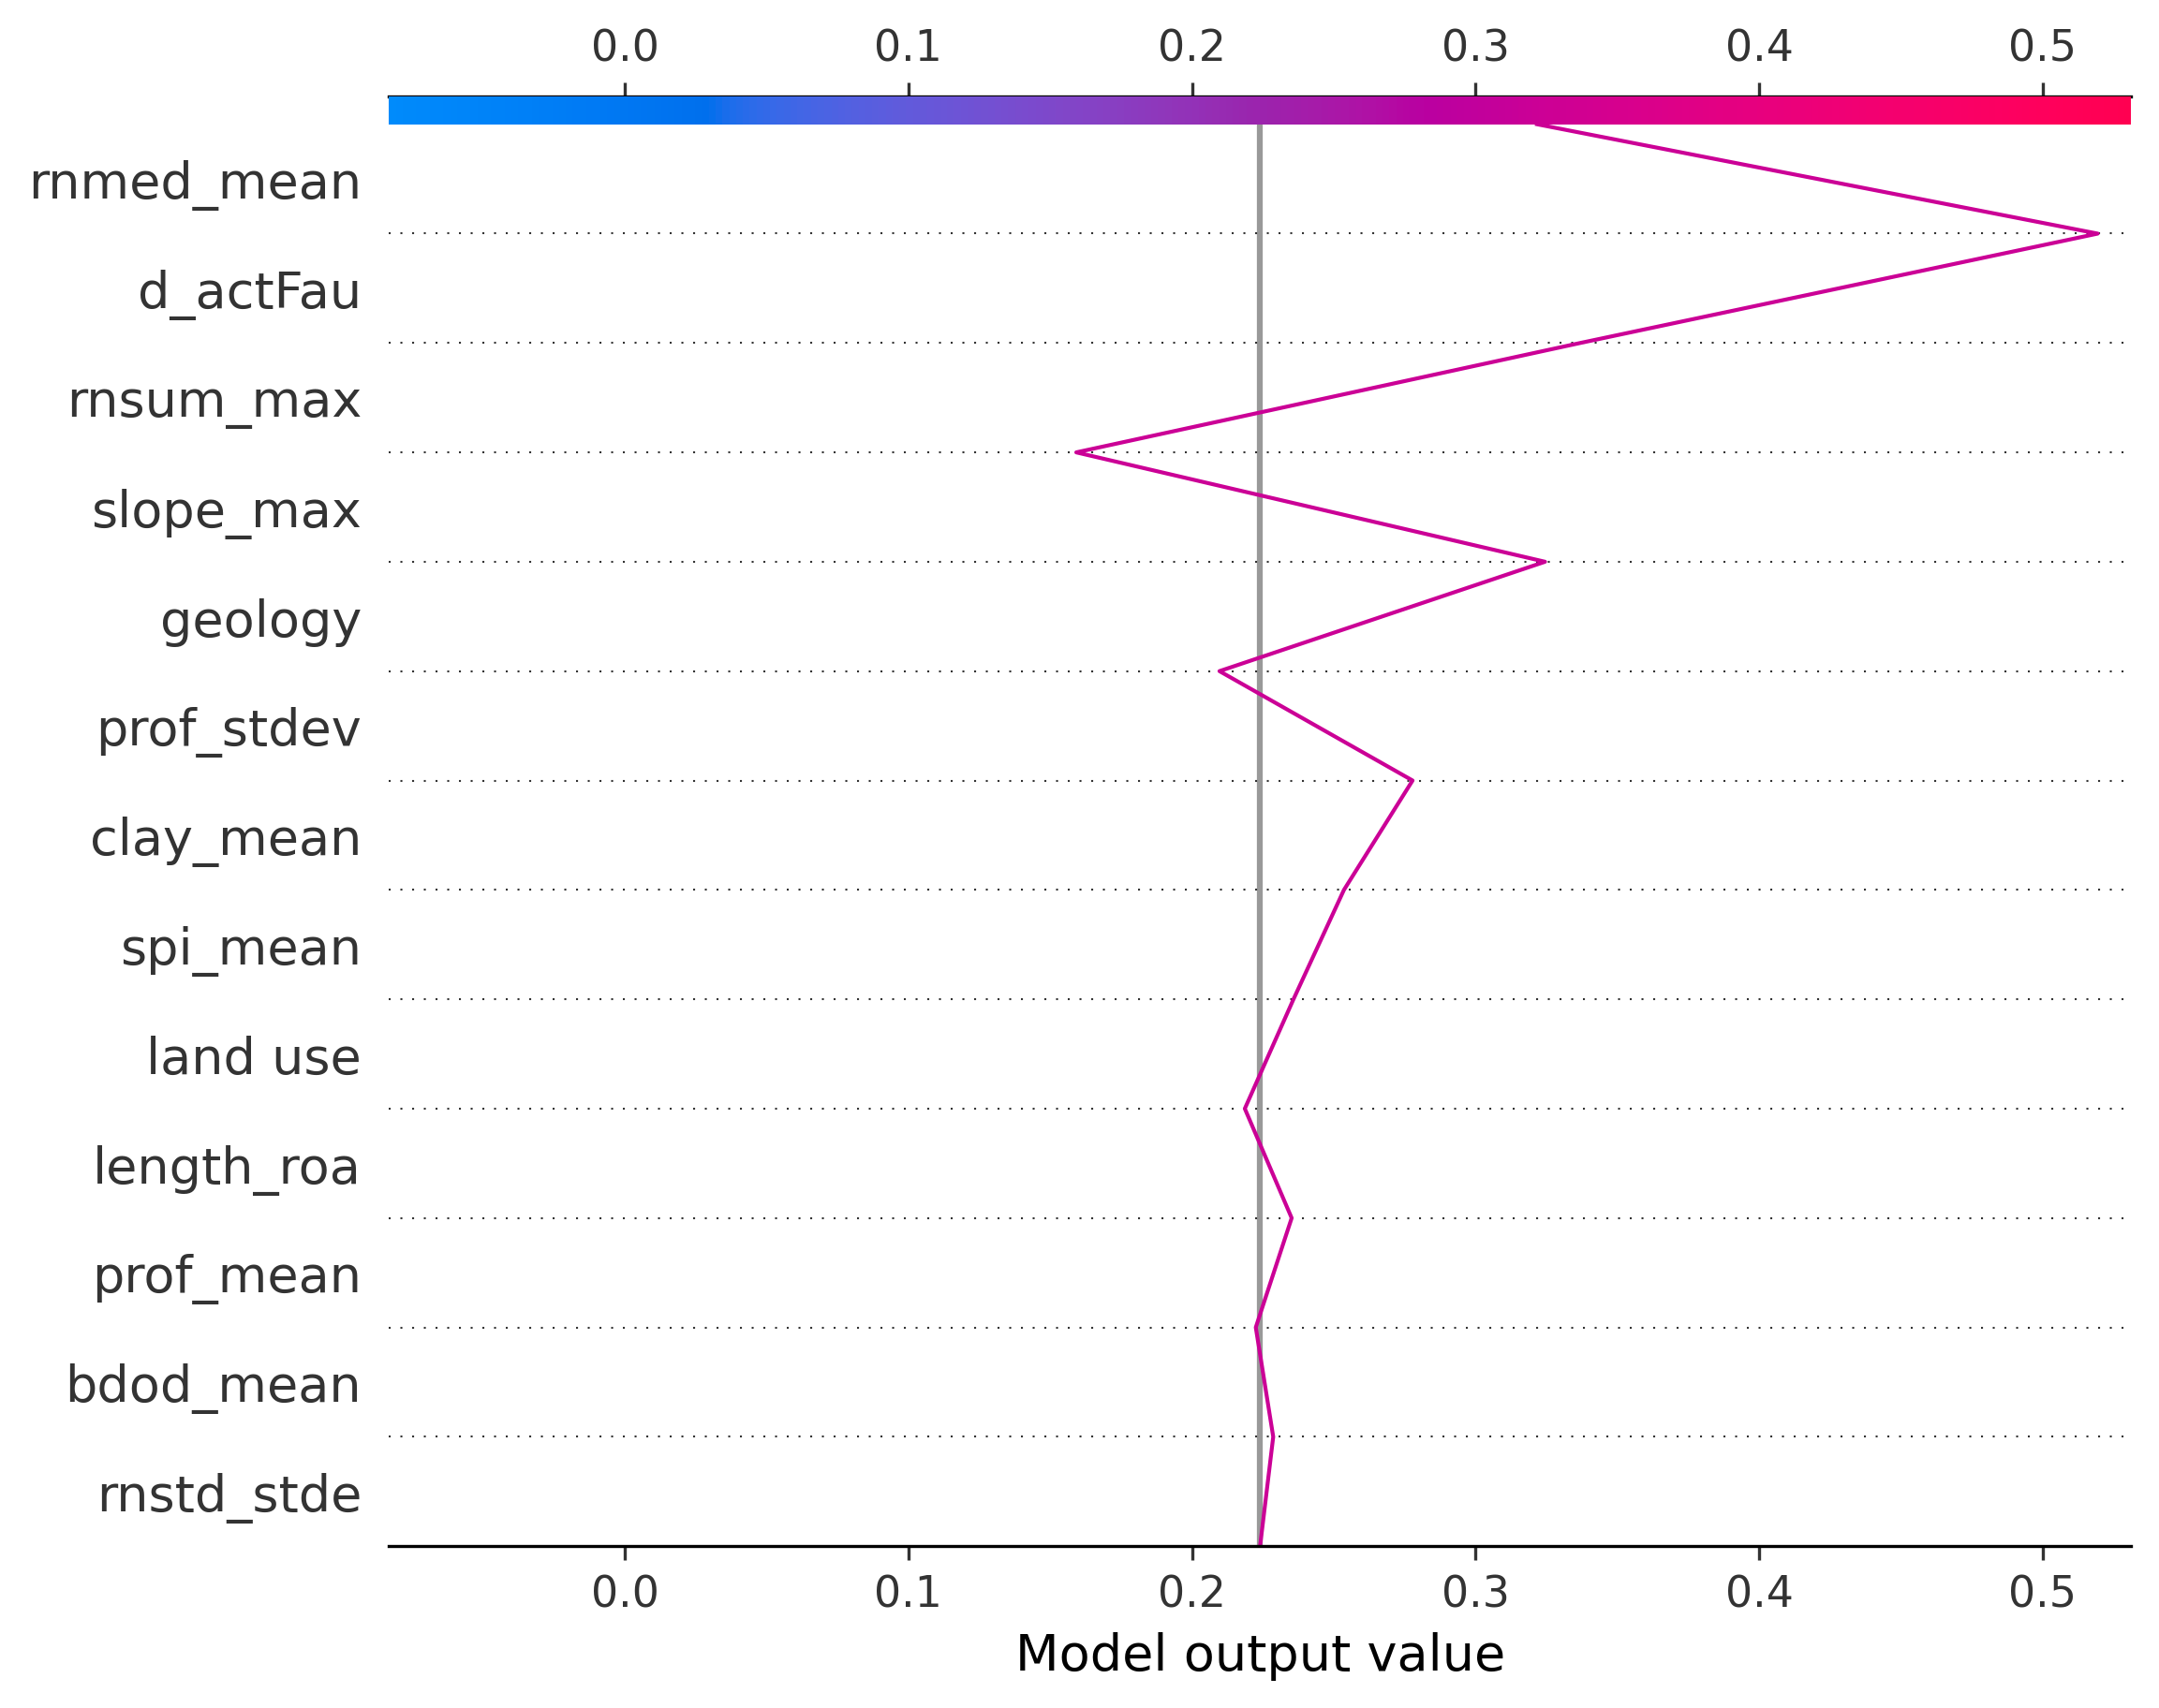 0.0 0.1 0.2 0.3 0.4 0.5
rnmed_mean
d_actFau
rnsum_max
slope_max
geology
prof_stdev
clay_mean
spi_mean
land use
length_roa
prof_mean
bdod_mean
rnstd_stde
0.0 0.1 0.2 0.3 0.4 0.5
Model output value